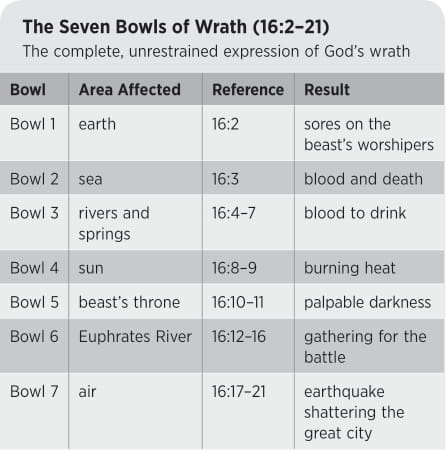 The Seven Bowls of Wrath (16:2–21)
The complete, unrestrained expression of God’s wrath
Bowl Area Affected Reference Result
Bowl 1 earth 16:2 sores on the
beast’s worshipers
Bowl 2 sea 16:3 blood and death
Bowl 3 rivers and 16:4–7 blood to drink
springs
Bowl 4 sun 16:8–9 burning heat
Bowl 5 beast’s throne 16:10–11 palpable darkness
Bowl 6 Euphrates River 16:12–16 gathering for the
battle
Bowl 7 air 16:17–21 earthquake
shattering the
great city